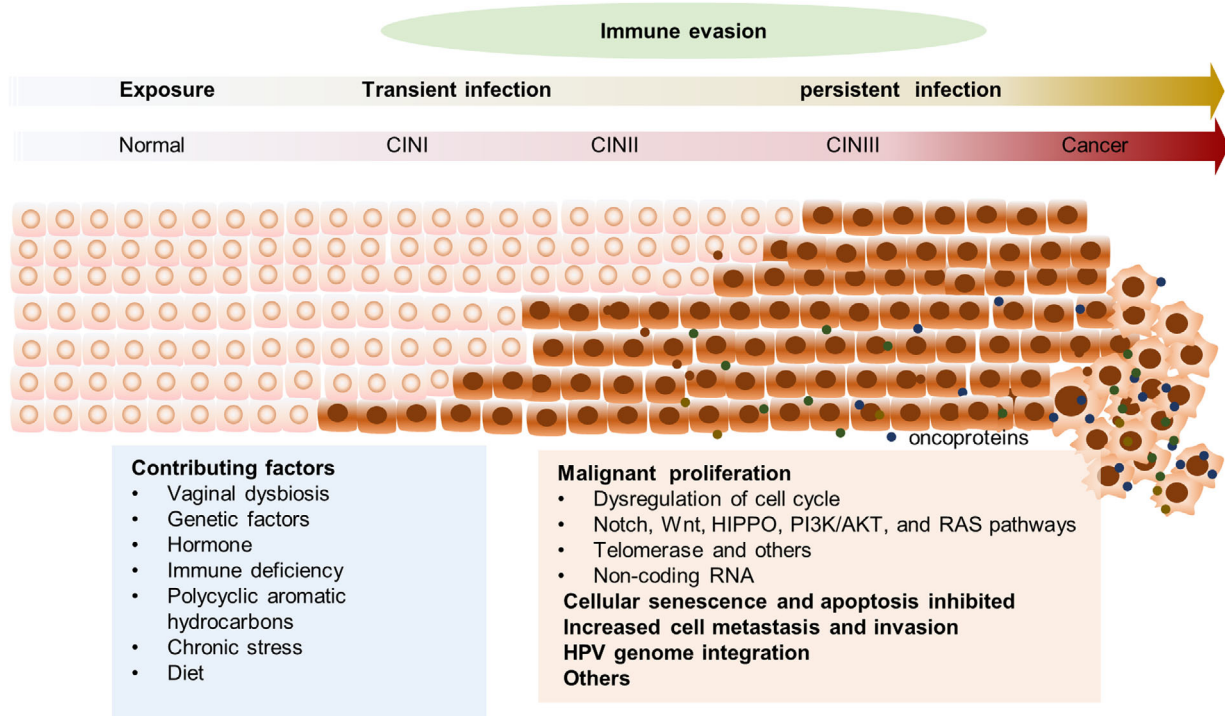 Immune evasion
Exposure Transient infection persistent infection
Normal CINI CINII CINIII Cancer
oncoproteins
Contributing factors
• Vaginal dysbiosis
• Genetic factors
• Hormone
• Immune deficiency
• Polycyclic aromatic
hydrocarbons
• Chronic stress
• Diet
Malignant proliferation
• Dysregulation of cell cycle
• Notch, Wnt, HIPPO, PI3K/AKT, and RAS pathways
• Telomerase and others
• Non-coding RNA
Cellular senescence and apoptosis inhibited
Increased cell metastasis and invasion
HPV genome integration
Others